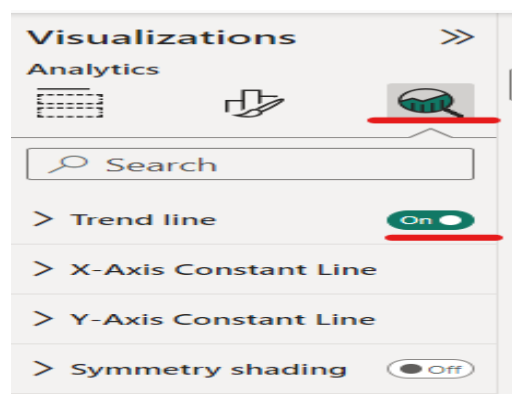 Visualizations
Analytics
Search
Trend line On
X-Axis Constant Line
Y-Axis Constant Line
Symmetry shading Off